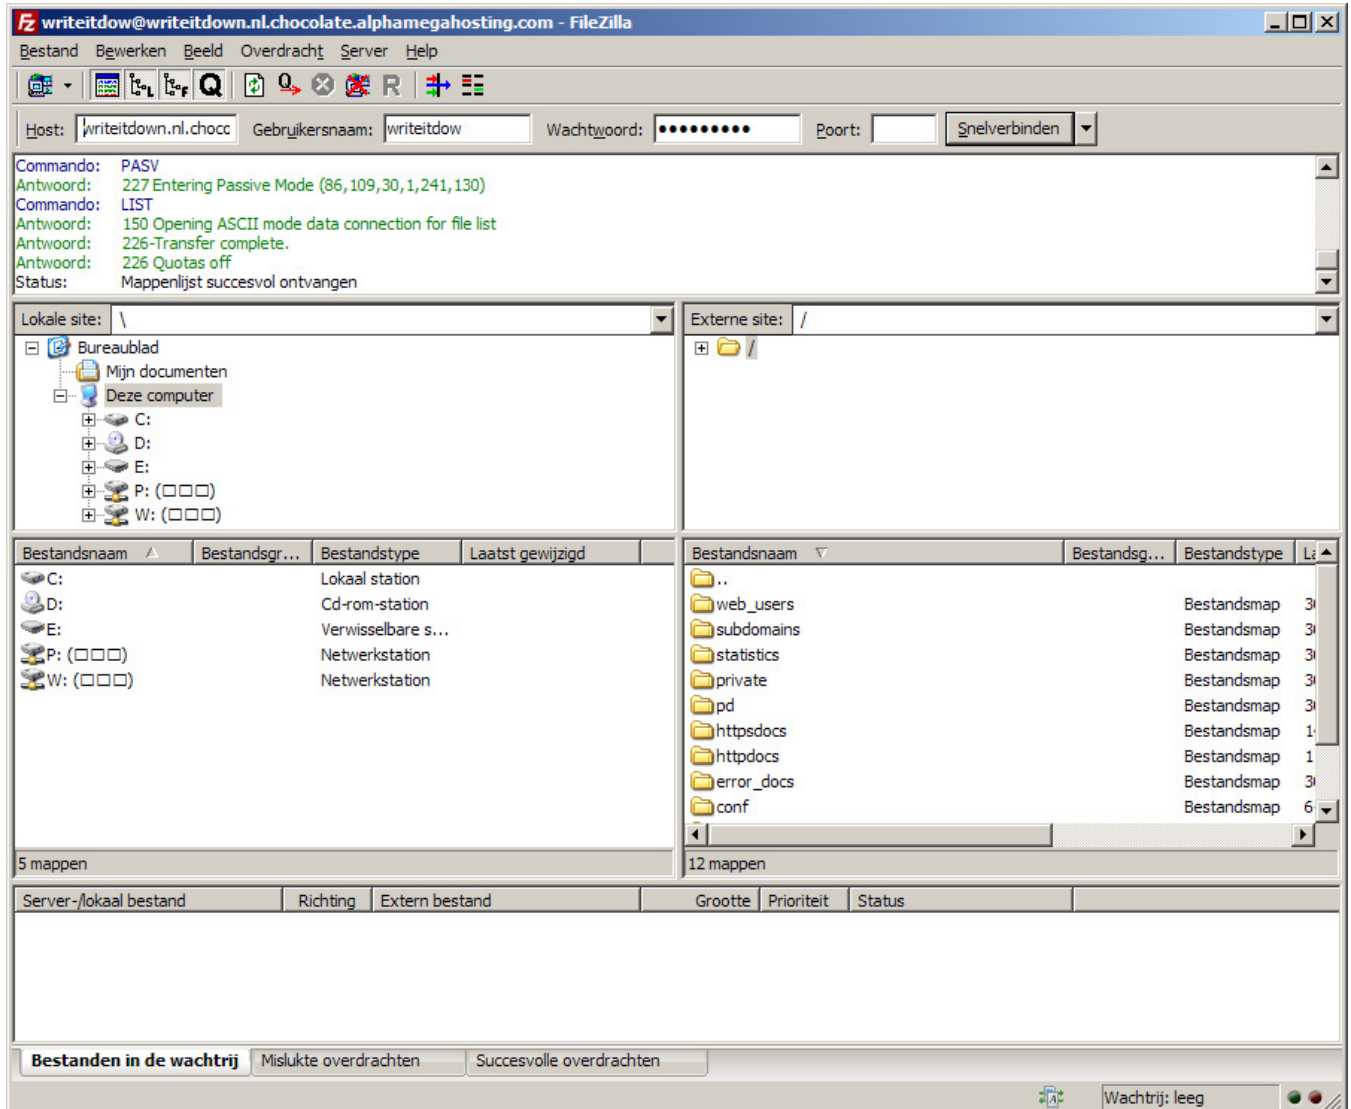 writeitdow@writeitdown.nl.chocolate.alphamegahosting.com - FileZilla
Bestand Bewerken Beeld Overdracht Server Help
Host: writeitdown.nl.choco Gebruikersnaam: writeitdow Wachtwoord: ●●●●●●●●● Poort: Snelverbinden
Commando: PASV
Antwoord: 227 Entering Passive Mode (86,109,30,1,241,130)
Commando: LIST
Antwoord: 150 Opening ASCII mode data connection for file list
Antwoord: 226-Transfer complete.
Antwoord: 226 Quotas off
Status: Mappenlijst succesvol ontvangen
Lokale site: \
Bureaublad
Mijn documenten
Deze computer
C:
D:
E:
P: (□□□)
W: (□□□)
Externe site: /
/
Bestandsnaam Bestandsgr... Bestandstype Laatst gewijzigd
C: Lokaal station
D: Cd-rom-station
E: Verwisselbare s...
P: (□□□) Netwerkstation
W: (□□□) Netwerkstation
5 mappen
Bestandsnaam Bestandsg... Bestandstype
..
web_users Bestandsmap
subdomains Bestandsmap
statistics Bestandsmap
private Bestandsmap
pd Bestandsmap
httpsdocs Bestandsmap
httpdocs Bestandsmap
error_docs Bestandsmap
conf Bestandsmap
12 mappen
Server-/lokaal bestand Richting Extern bestand Grootte Prioriteit Status
Bestanden in de wachtrij Mislukte overdrachten Succesvolle overdrachten
Wachtrij: leeg